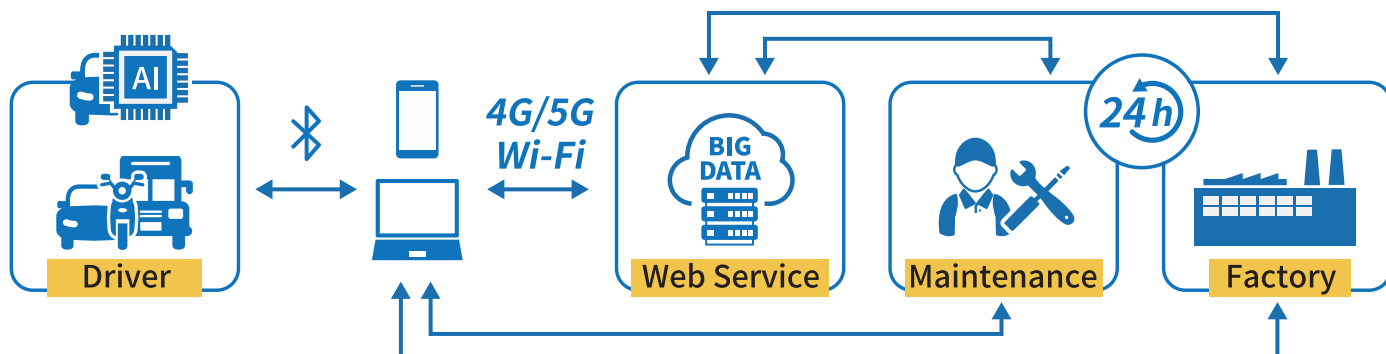 AI
Driver
4G/5G
Wi-Fi
BIG
DATA
Web Service
Maintenance
24h
Factory